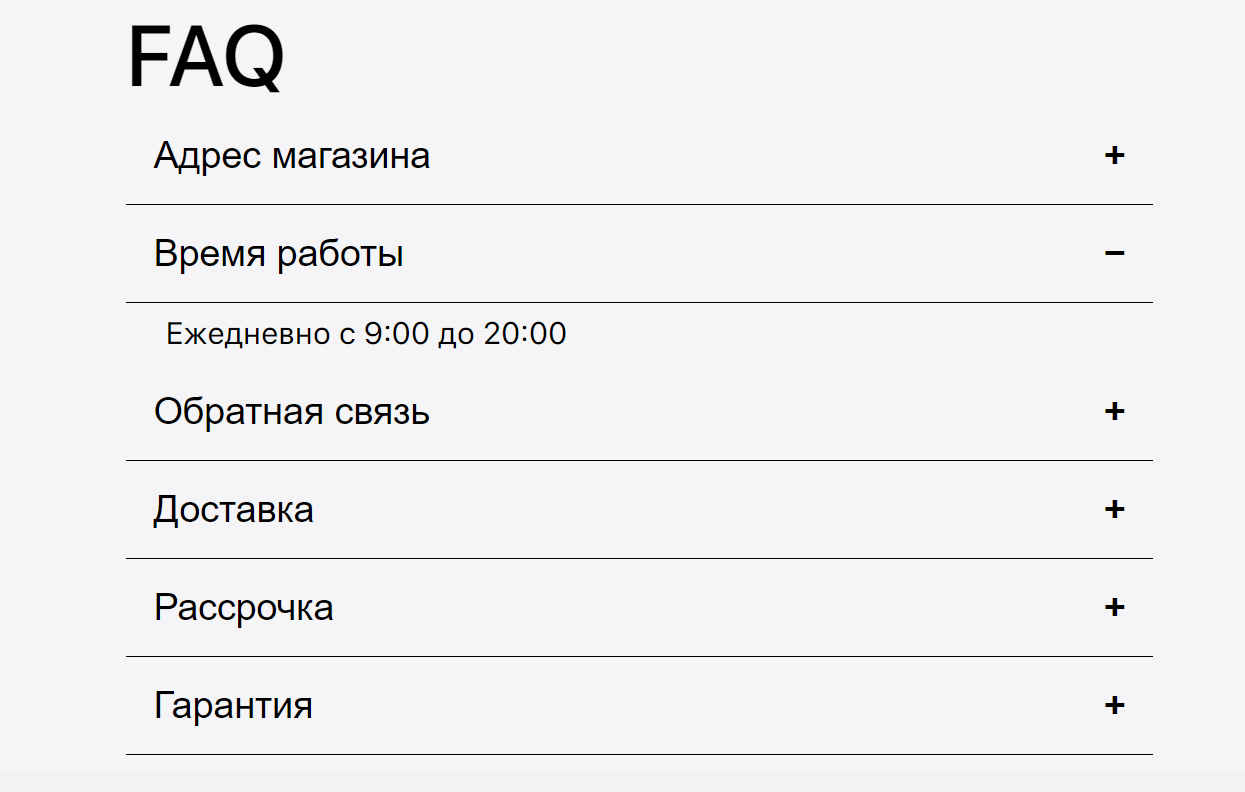 FAQ
Адрес магазина +
Время работы −
Ежедневно с 9:00 до 20:00
Обратная связь +
Доставка +
Рассрочка +
Гарантия +